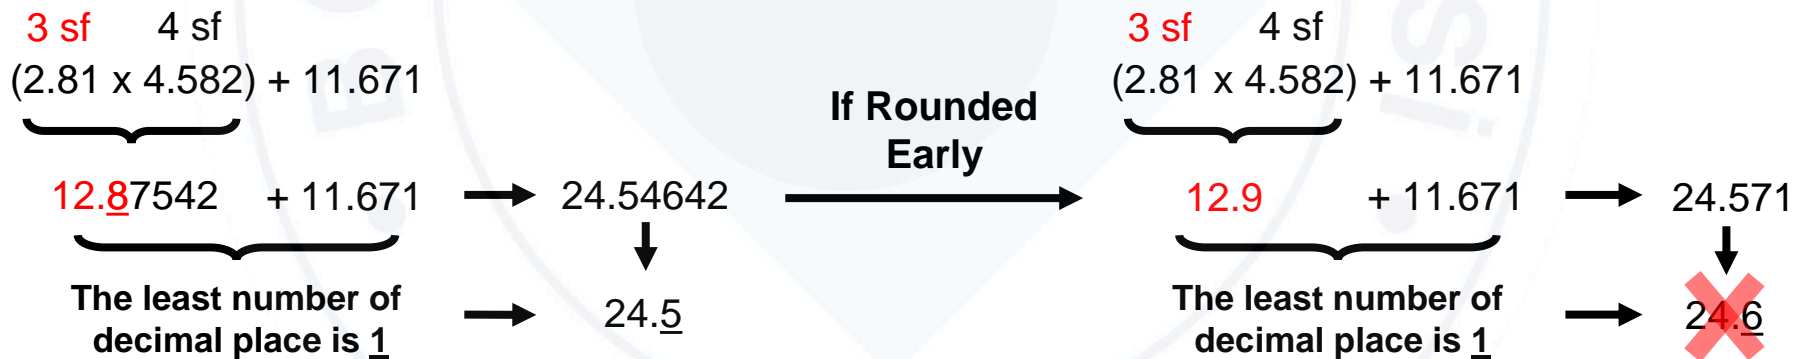 3 sf 4 sf
(2.81 x 4.582) + 11.671
12.87542 + 11.671
24.54642
The least number of
decimal place is 1
24.5
If Rounded
Early
3 sf 4 sf
(2.81 x 4.582) + 11.671
12.9 + 11.671
24.571
The least number of
decimal place is 1
24.6